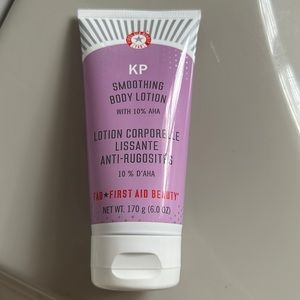 KP
SMOOTHING
BODY LOTION
WITH 10% AHA
LOTION CORPORELLE
LISSANTE
ANTI-RUGOSITÉS
10 % D'AHA
FAB★FIRST AID BEAUTY®
NET WT. 170 g (6.0 OZ)